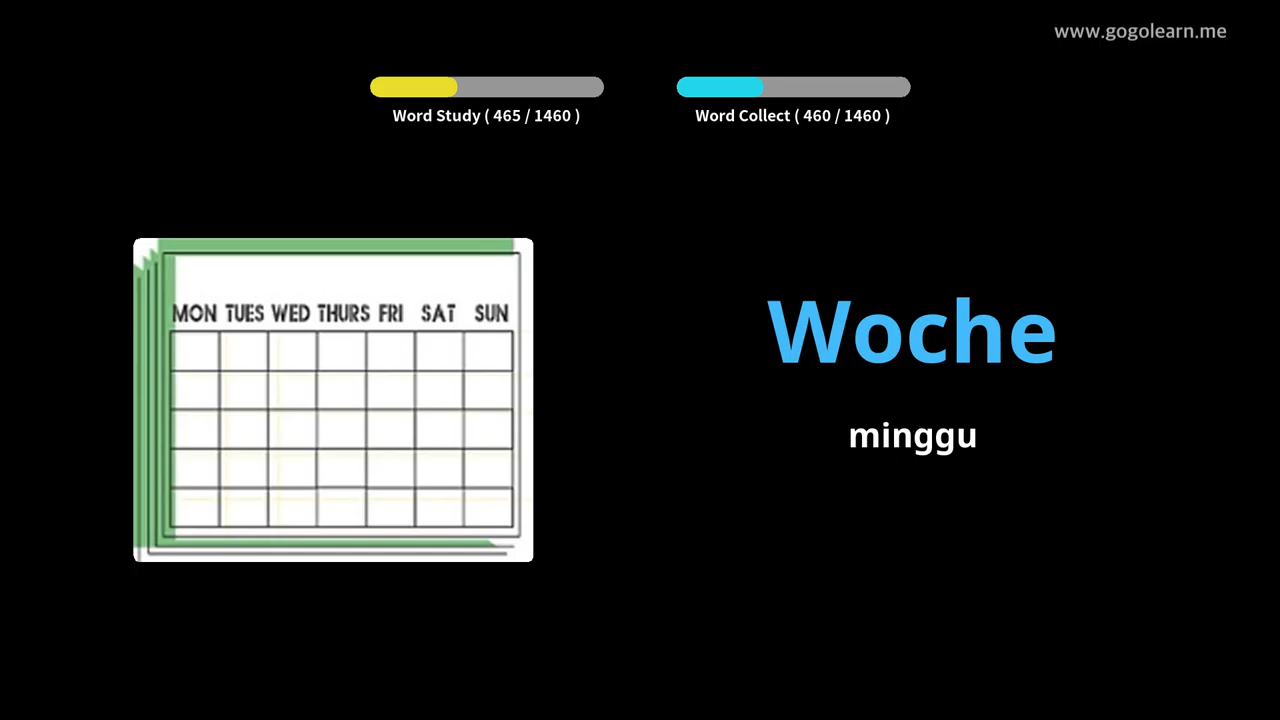 www.gogolearn.me
Word Study ( 465 / 1460 )
Word Collect ( 460 / 1460 )
MON TUES WED THURS FRI SAT SUN
Woche
minggu